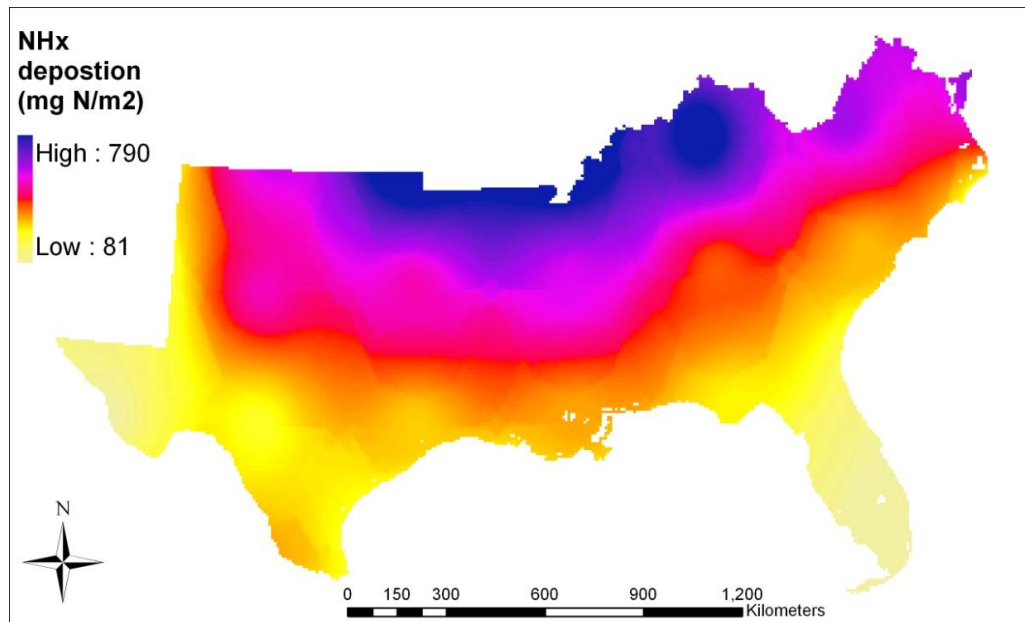 NHx
depostion
(mg N/m2)
High : 790
Low : 81
N
0 150 300 600 900 1,200
Kilometers